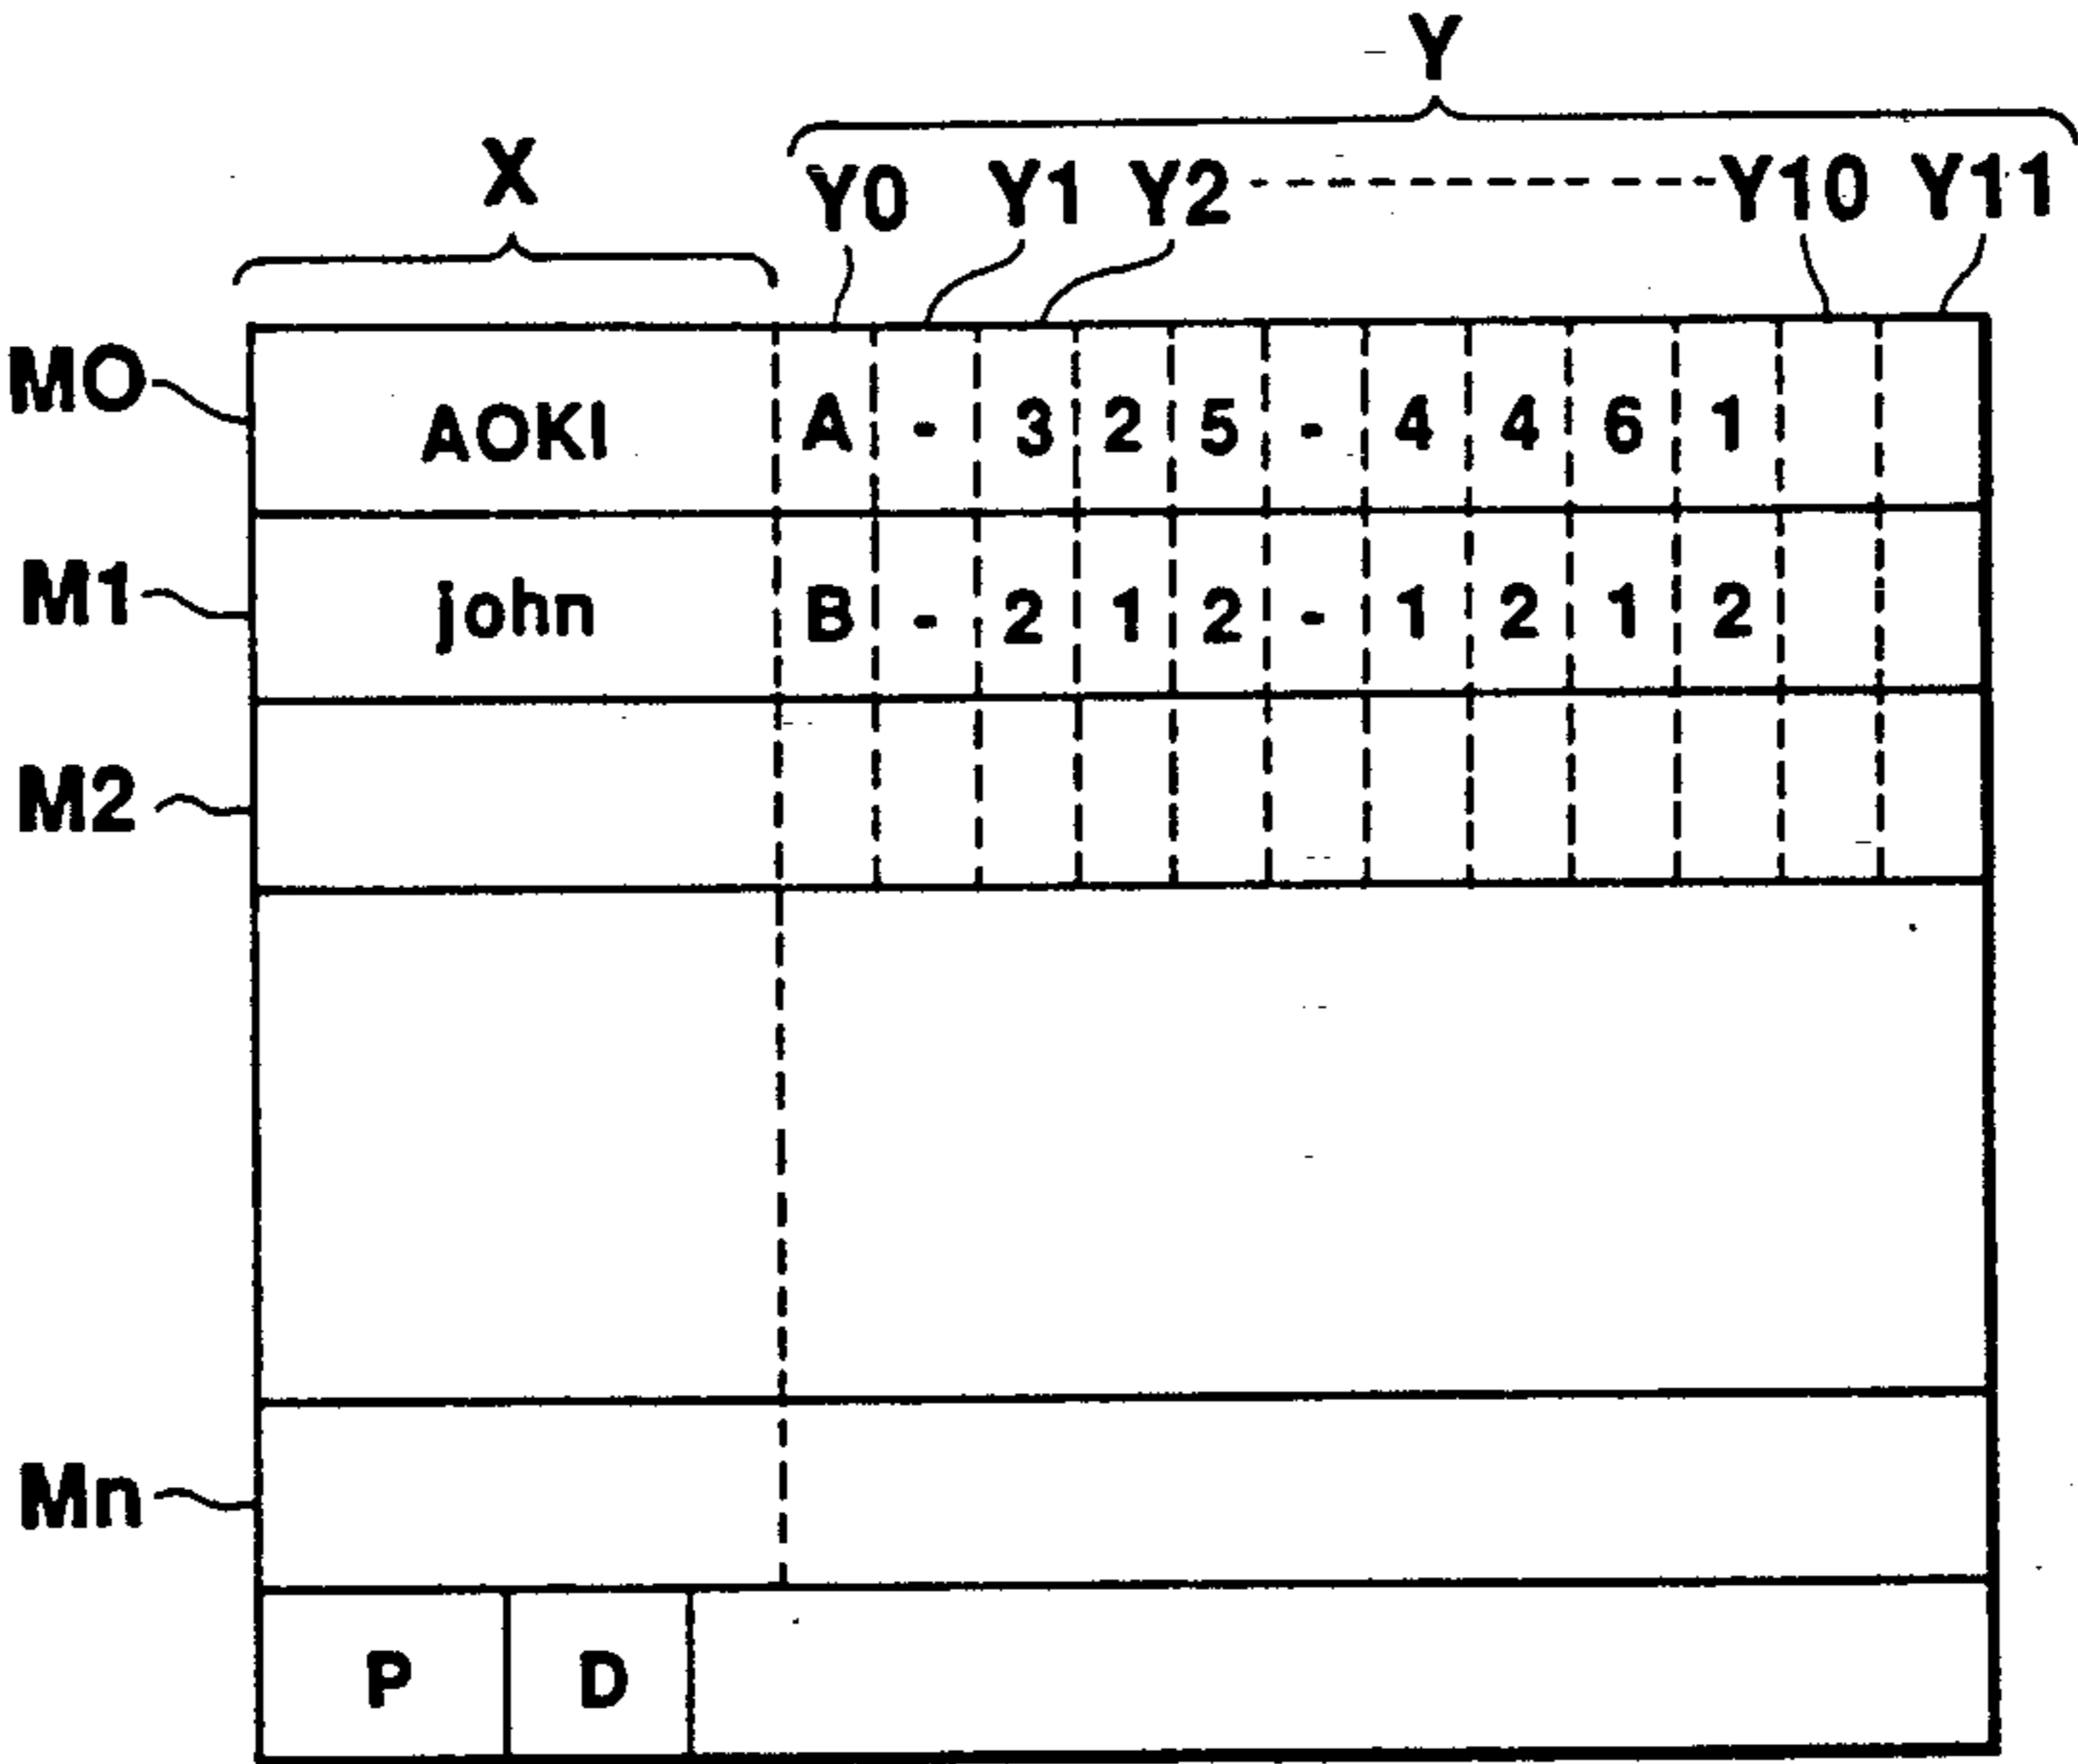 Y
X Y0 Y1 Y2 ------------ Y10 Y11
M0 AOKI A - 3 2 5 - 4 4 6 1
M1 john B - 2 1 2 - 1 2 1 2
M2
Mn
P D